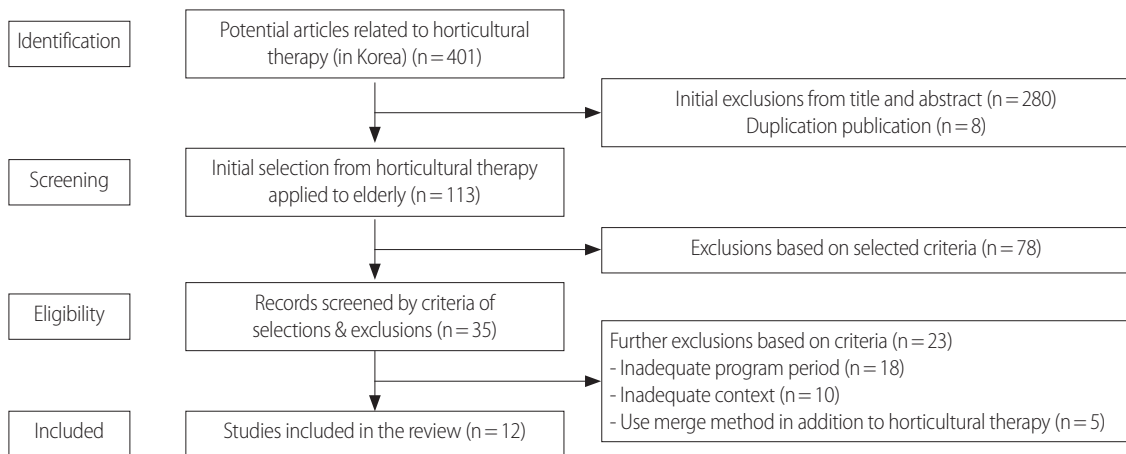 Identification
Potential articles related to horticultural
therapy (in Korea) (n=401)
Initial exclusions from title and abstract (n=280)
Duplication publication (n=8)
Screening
Initial selection from horticultural therapy
applied to elderly (n=113)
Exclusions based on selected criteria (n=78)
Eligibility
Records screened by criteria of
selections & exclusions (n=35)
Further exclusions based on criteria (n=23)
- Inadequate program period (n=18)
- Inadequate context (n=10)
- Use merge method in addition to horticultural therapy (n=5)
Included
Studies included in the review (n=12)